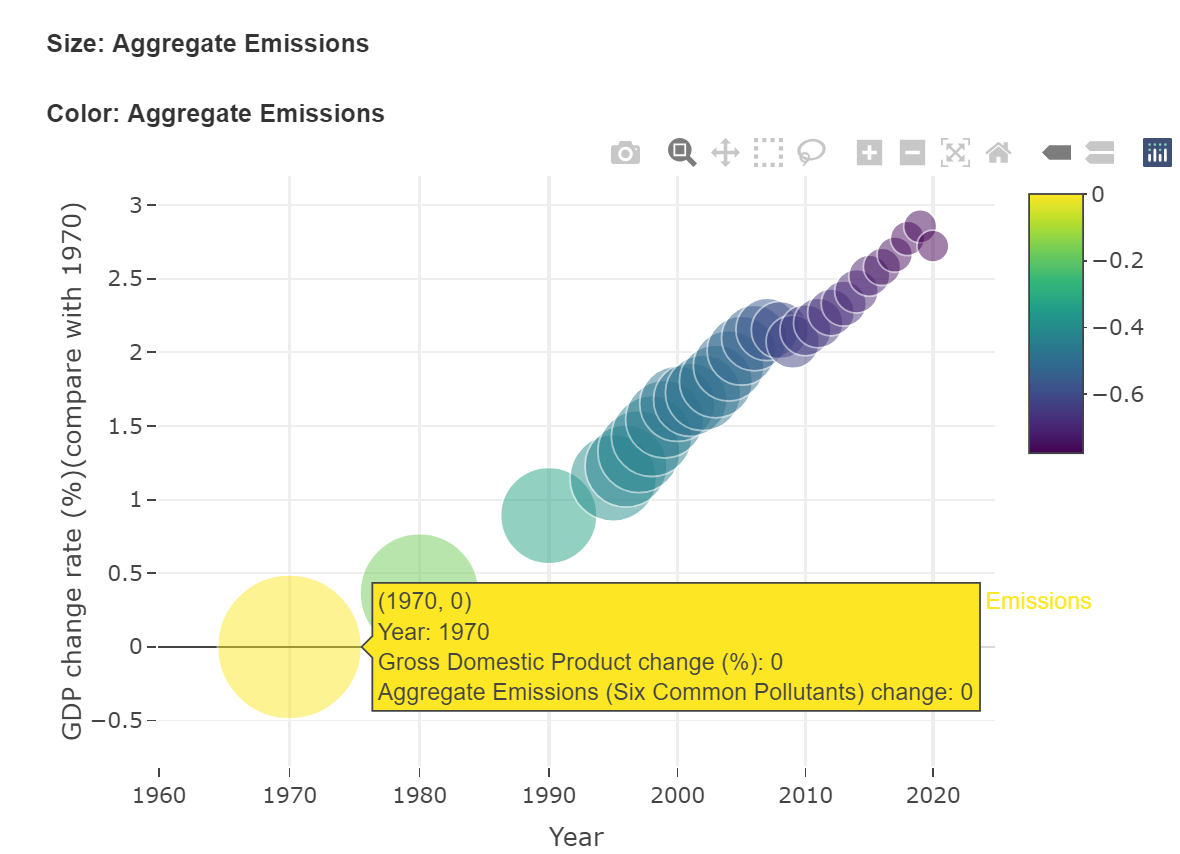 Size: Aggregate Emissions
Color: Aggregate Emissions
GDP change rate (%)(compare with 1970)
3
2.5
2
1.5
1
0.5
0
−0.5
1960
1970
1980
1990
2000
2010
2020
Year
(1970, 0)
Year: 1970
Gross Domestic Product change (%): 0
Aggregate Emissions (Six Common Pollutants) change: 0
Emissions
0
−0.2
−0.4
−0.6